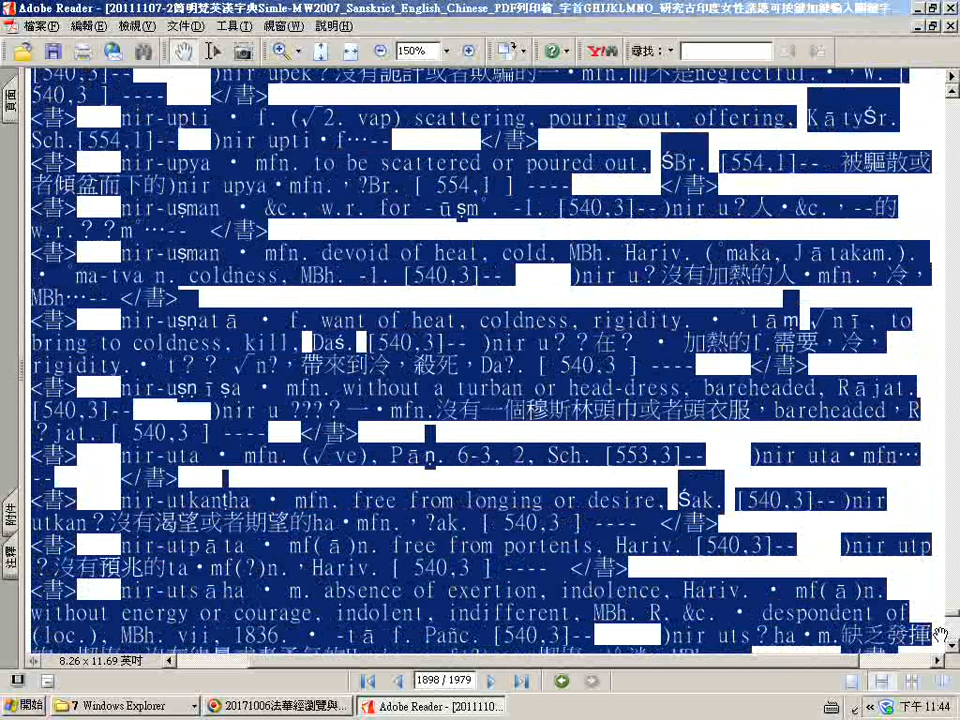 Adobe Reader - [20111107-2簡明梵英漢字典Simle-MW2007_Sanskrict_English_Chinese_PDF列印檔_字首GHIJKLMNO_研究古印度女性議題可按鍵輸入關鍵字...
檔案(F) 編輯(E) 檢視(V) 文件(D) 工具(T) 視窗(W) 說明(H)
150% Y! 尋找：
頁面
附件
註釋
[540,3]-- )nir upek？沒有詭計或者欺騙的一‧mfn.而不是neglectful.‧，W. [
540,3 ] ---- </書>
<書> nir-upti ‧ f. (√2. vap) scattering, pouring out, offering, KātyŚr.
Sch.[554,1]-- )nir upti‧f…-- </書>
<書> nir-upya ‧ mfn. to be scattered or poured out, ŚBr. [554,1]-- 被驅散或
者傾盆而下的)nir upya‧mfn.，?Br. [ 554,1 ] ---- </書>
<書> nir-uṣman ‧ &c., w.r. for -ūṣm°. -1. [540,3]--)nir u？人‧&c.，--的
w.r.？？m°…-- </書>
<書> nir-uṣman ‧ mfn. devoid of heat, cold, MBh. Hariv. (°maka, Jātakam.).
‧ °ma-tva n. coldness, MBh. -1. [540,3]-- )nir u？沒有加熱的人‧mfn.，冷，
MBh…-- </書>
<書> nir-uṣṇatā ‧ f. want of heat, coldness, rigidity. ‧ °tāṃ √nī, to
bring to coldness, kill, Daś. [540,3]-- )nir u？？在？ ‧ 加熱的f.需要，冷，
rigidity.‧°t？？ √n?，帶來到冷，殺死，Da?. [ 540,3 ] ---- </書>
<書> nir-uṣṇīṣa ‧ mfn. without a turban or head-dress, bareheaded, Rājat.
[540,3]-- )nir u ???？一‧mfn.沒有一個穆斯林頭巾或者頭衣服，bareheaded，R
？jat. [ 540,3 ] ---- </書>
<書> nir-uta ‧ mfn. (√ve), Pāṇ. 6-3, 2, Sch. [553,3]-- )nir uta‧mfn…
-- </書>
<書> nir-utkaṇṭha ‧ mfn. free from longing or desire, Śak. [540,3]--)nir
utkan？沒有渴望或者期望的ha‧mfn.，?ak. [ 540,3 ] ---- </書>
<書> nir-utpāta ‧ mf(ā)n. free from portents, Hariv. [540,3]-- )nir utp
？沒有預兆的ta‧mf(?)n.，Hariv. [ 540,3 ] ---- </書>
<書> nir-utsāha ‧ m. absence of exertion, indolence, Hariv. ‧ mf(ā)n.
without energy or courage, indolent, indifferent, MBh. R. &c. ‧ despondent of
(loc.), MBh. vii, 1836. ‧ -tā f. Pañc. [540,3]-- )nir uts？ha‧m.缺乏發揮
8.26 x 11.69 英吋
1898 / 1979
開始 7 Windows Explorer 20171006法華經瀏覽與... Adobe Reader - [2011110... 下午 11:44